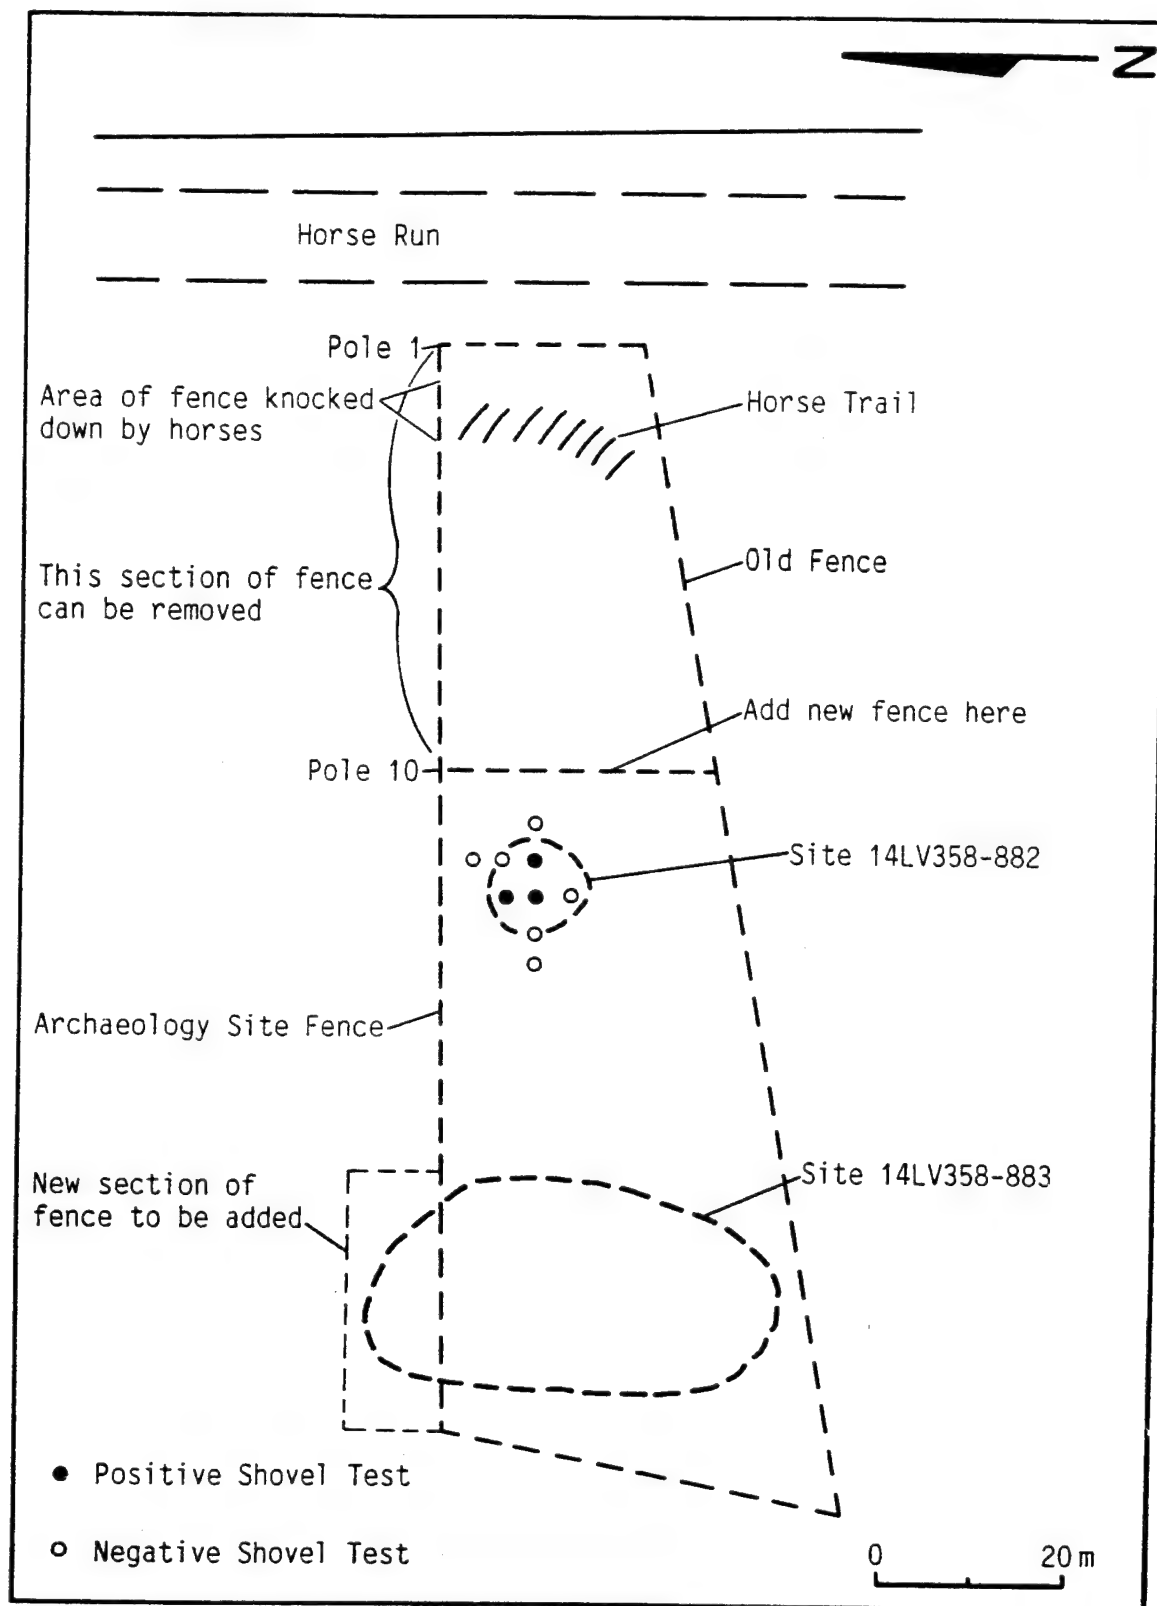 N
Horse Run
Pole 1
Area of fence knocked
down by horses
Horse Trail
Old Fence
This section of fence
can be removed
Add new fence here
Pole 10
Site 14LV358-882
Archaeology Site Fence
New section of
fence to be added
Site 14LV358-883
Positive Shovel Test
Negative Shovel Test
0 20 m